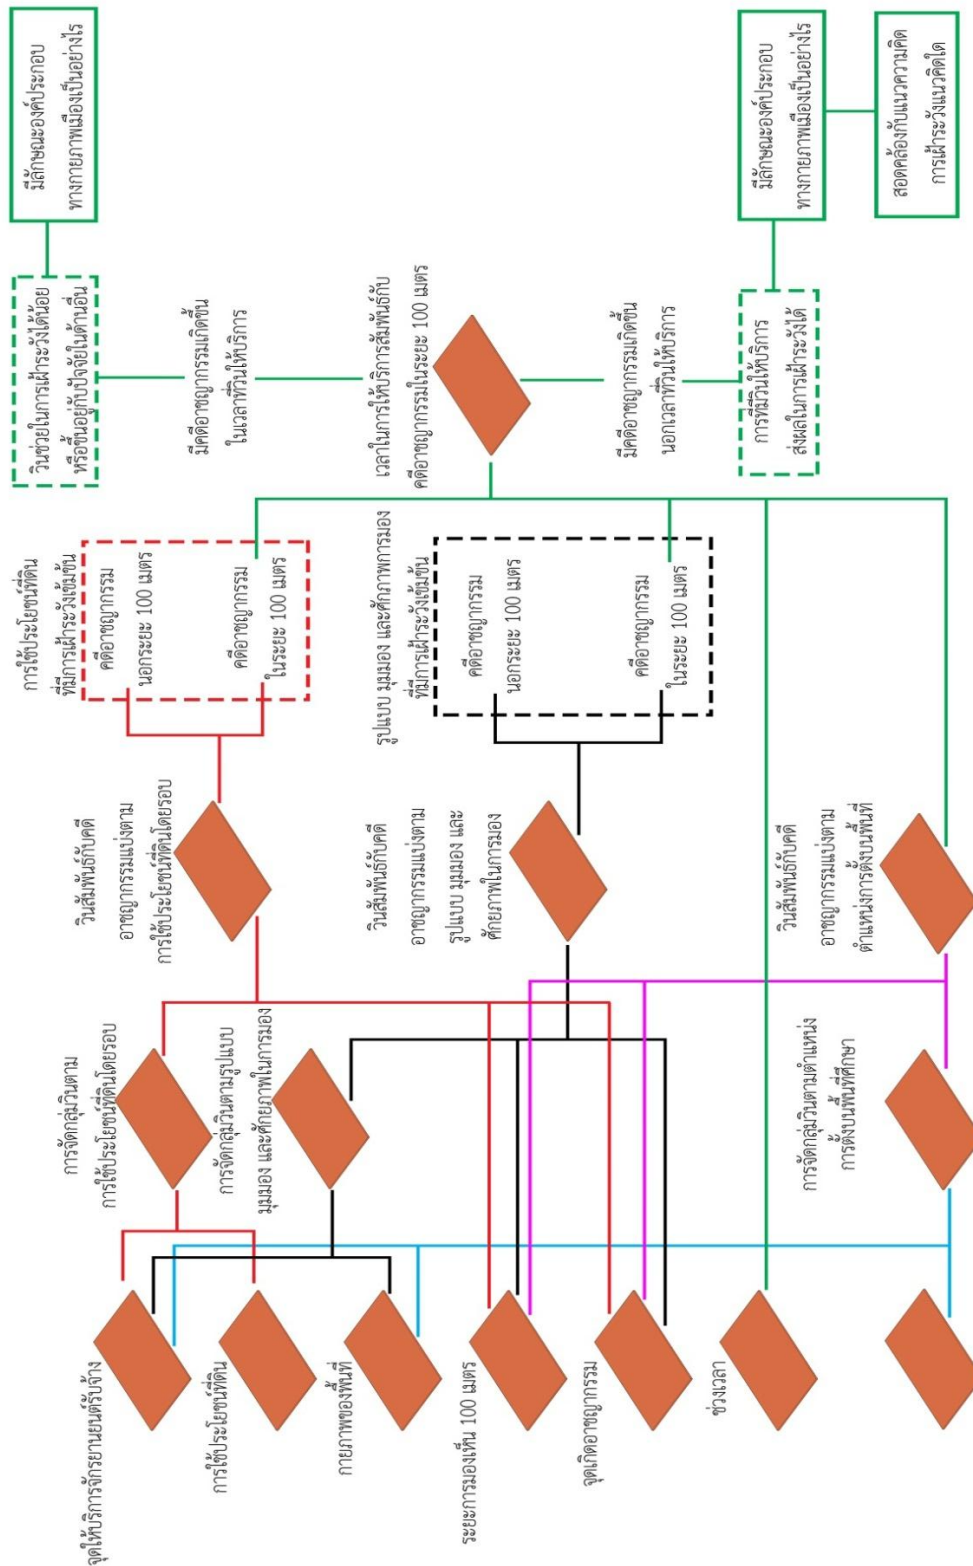 จุดให้บริการจักรยานยนต์รับจ้าง
การใช้ประโยชน์ที่ดิน
กายภาพของพื้นที่
ระยะการมองเห็น 100 เมตร
จุดเกิดอาชญากรรม
ช่วงเวลา
การจัดกลุ่มวินตาม
การใช้ประโยชน์ที่ดินโดยรอบ
การจัดกลุ่มวินตามรูปแบบ
มุมมอง และศักยภาพในการมอง
การจัดกลุ่มวินตามตำแหน่ง
การตั้งบนพื้นที่ศึกษา
วินสัมพันธ์กับคดี
อาชญากรรมแบ่งตาม
การใช้ประโยชน์ที่ดินโดยรอบ
วินสัมพันธ์กับคดี
อาชญากรรมแบ่งตาม
รูปแบบ มุมมอง และ
ศักยภาพในการมอง
วินสัมพันธ์กับคดี
อาชญากรรมแบ่งตาม
ตำแหน่งการตั้งบนพื้นที่
การใช้ประโยชน์ที่ดิน
ที่มีการเฝ้าระวังเข้มข้น
คดีอาชญากรรม
นอกระยะ 100 เมตร
คดีอาชญากรรม
ในระยะ 100 เมตร
รูปแบบ มุมมอง และศักยภาพการมอง
ที่มีการเฝ้าระวังเข้มข้น
คดีอาชญากรรม
นอกระยะ 100 เมตร
คดีอาชญากรรม
ในระยะ 100 เมตร
เวลาในการให้บริการสัมพันธ์กับ
คดีอาชญากรรมในระยะ 100 เมตร
มีคดีอาชญากรรมเกิดขึ้น
ในเวลาที่วินให้บริการ
มีคดีอาชญากรรมเกิดขึ้น
นอกเวลาที่วินให้บริการ
วินช่วยในการเฝ้าระวังได้น้อย
หรือขึ้นอยู่กับปัจจัยในด้านอื่น
การที่มีวินให้บริการ
ส่งผลในการเฝ้าระวังได้
มีลักษณะองค์ประกอบ
ทางกายภาพเมืองเป็นอย่างไร
มีลักษณะองค์ประกอบ
ทางกายภาพเมืองเป็นอย่างไร
สอดคล้องกับแนวความคิด
การเฝ้าระวังแนวคิดใด